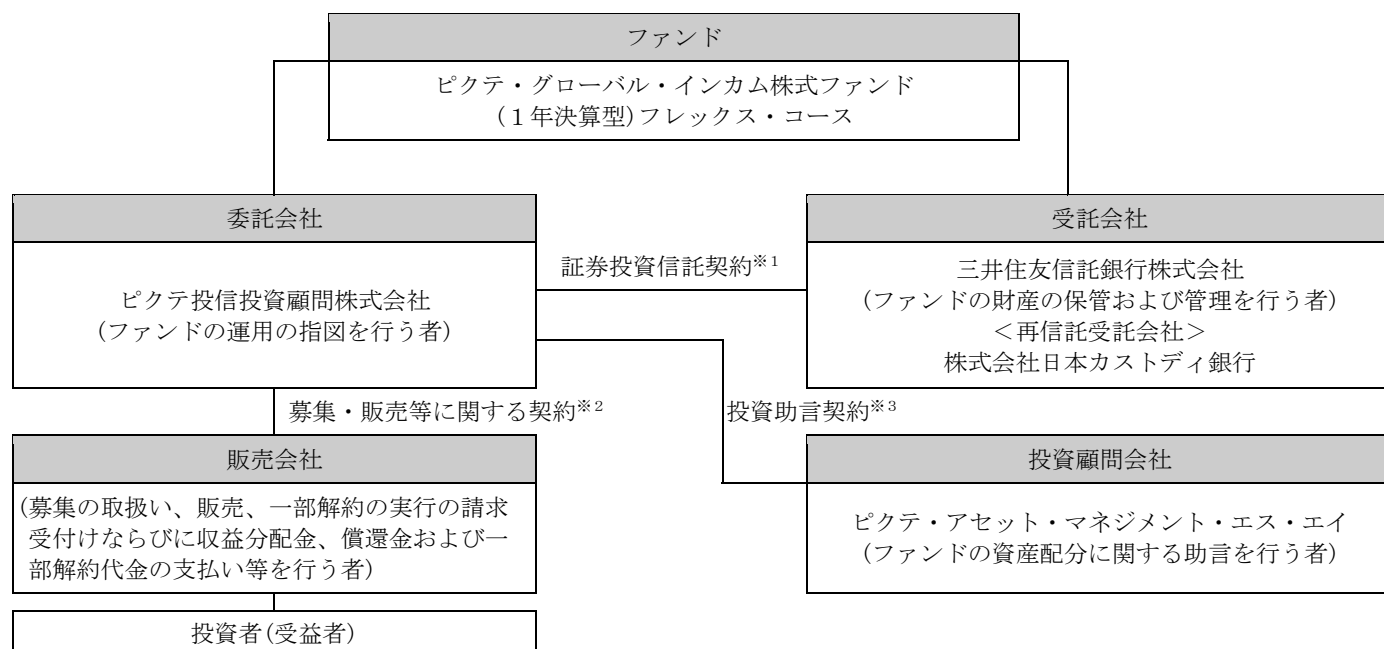 ファンド
ピクテ・グローバル・インカム株式ファンド
(１年決算型)フレックス・コース
委託会社
ピクテ投信投資顧問株式会社
(ファンドの運用の指図を行う者)
証券投資信託契約※1
受託会社
三井住友信託銀行株式会社
(ファンドの財産の保管および管理を行う者)
＜再信託受託会社＞
株式会社日本カストディ銀行
募集・販売等に関する契約※2
投資助言契約※3
販売会社
(募集の取扱い、販売、一部解約の実行の請求
受付けならびに収益分配金、償還金および一
部解約代金の支払い等を行う者)
投資顧問会社
ピクテ・アセット・マネジメント・エス・エイ
(ファンドの資産配分に関する助言を行う者)
投資者(受益者)